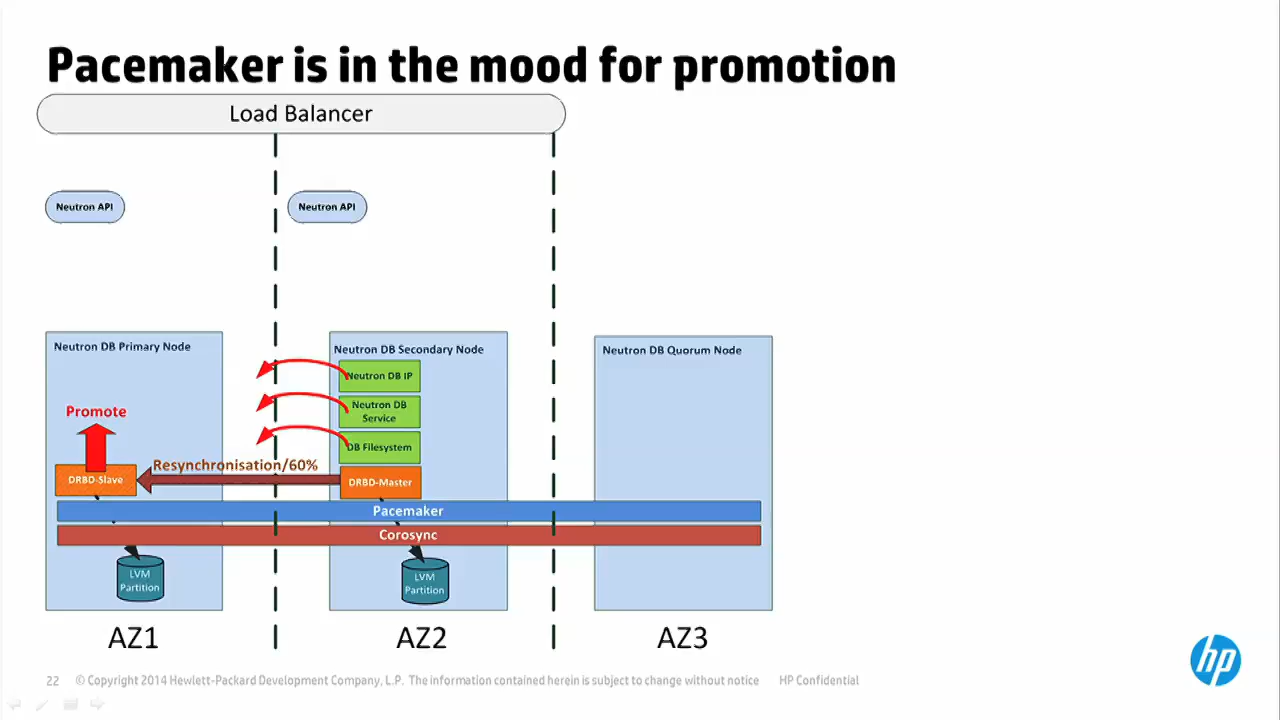 Pacemaker is in the mood for promotion
Load Balancer
Neutron API
Neutron API
Neutron DB Primary Node
Neutron DB Secondary Node
Neutron DB Quorum Node
Neutron DB IP
Neutron DB
Service
DB Filesystem
Promote
Resynchronisation/60%
DRBD-Slave
DRBD-Master
Pacemaker
Corosync
LVM
Partition
LVM
Partition
AZ1
AZ2
AZ3
22 © Copyright 2014 Hewlett-Packard Development Company, L.P. The information contained herein is subject to change without notice HP Confidential
hp